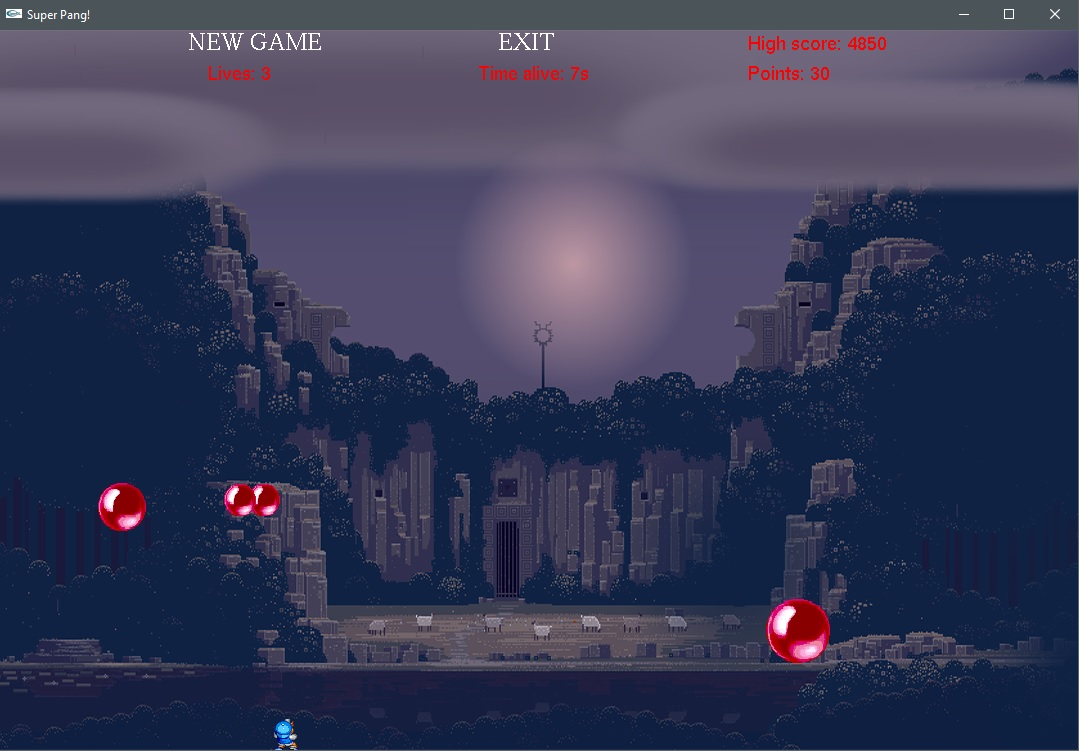 Super Pang!
NEW GAME EXIT High score: 4850
Lives: 3 Time alive: 7s Points: 30